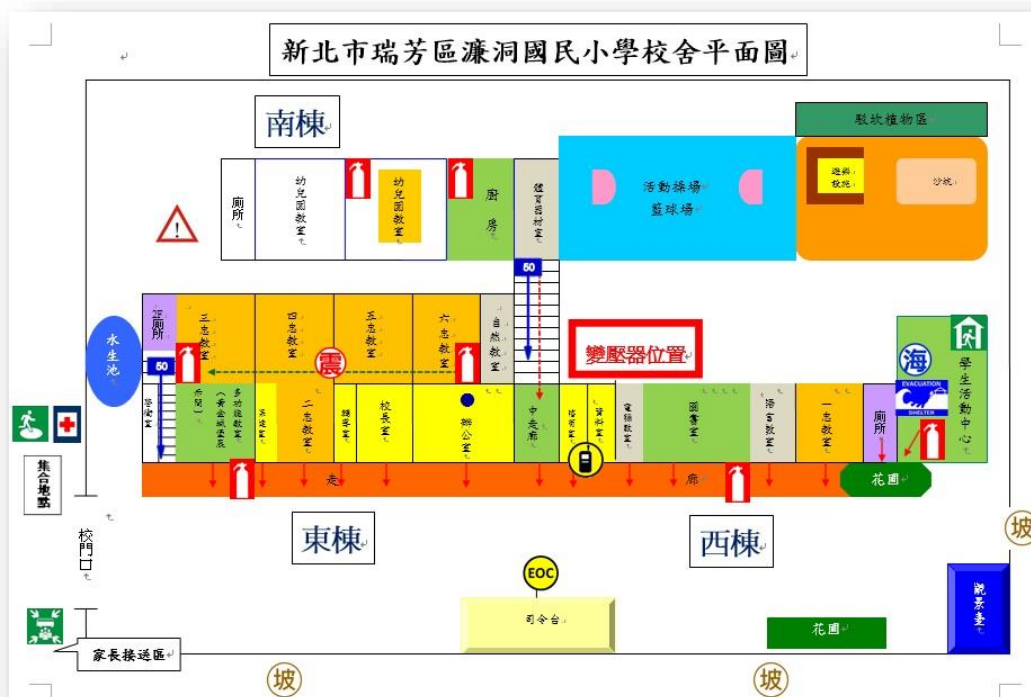 新北市瑞芳區濂洞國民小學校舍平面圖
南棟
駁坎植物區
廁所
幼兒園教室
幼兒園教室
廚房
體育器材室
活動操場
籃球場
遊戲
設施
沙坑
50
水生池
2F廁所
三忠教室
四忠教室
五忠教室
六忠教室
自然教室
變壓器位置
震
海
EVACUATION
SHELTER
學生活動中心
50
多功能教室
二忠教室
輔導室
校長室
辦公室
中走廊
資料室
電腦教室
圖書室
語言教室
一忠教室
廁所
走
廊
花圃
集合地點
校門口
東棟
西棟
坡
EOC
司令台
花圃
觀景臺
家長接送區
坡
坡